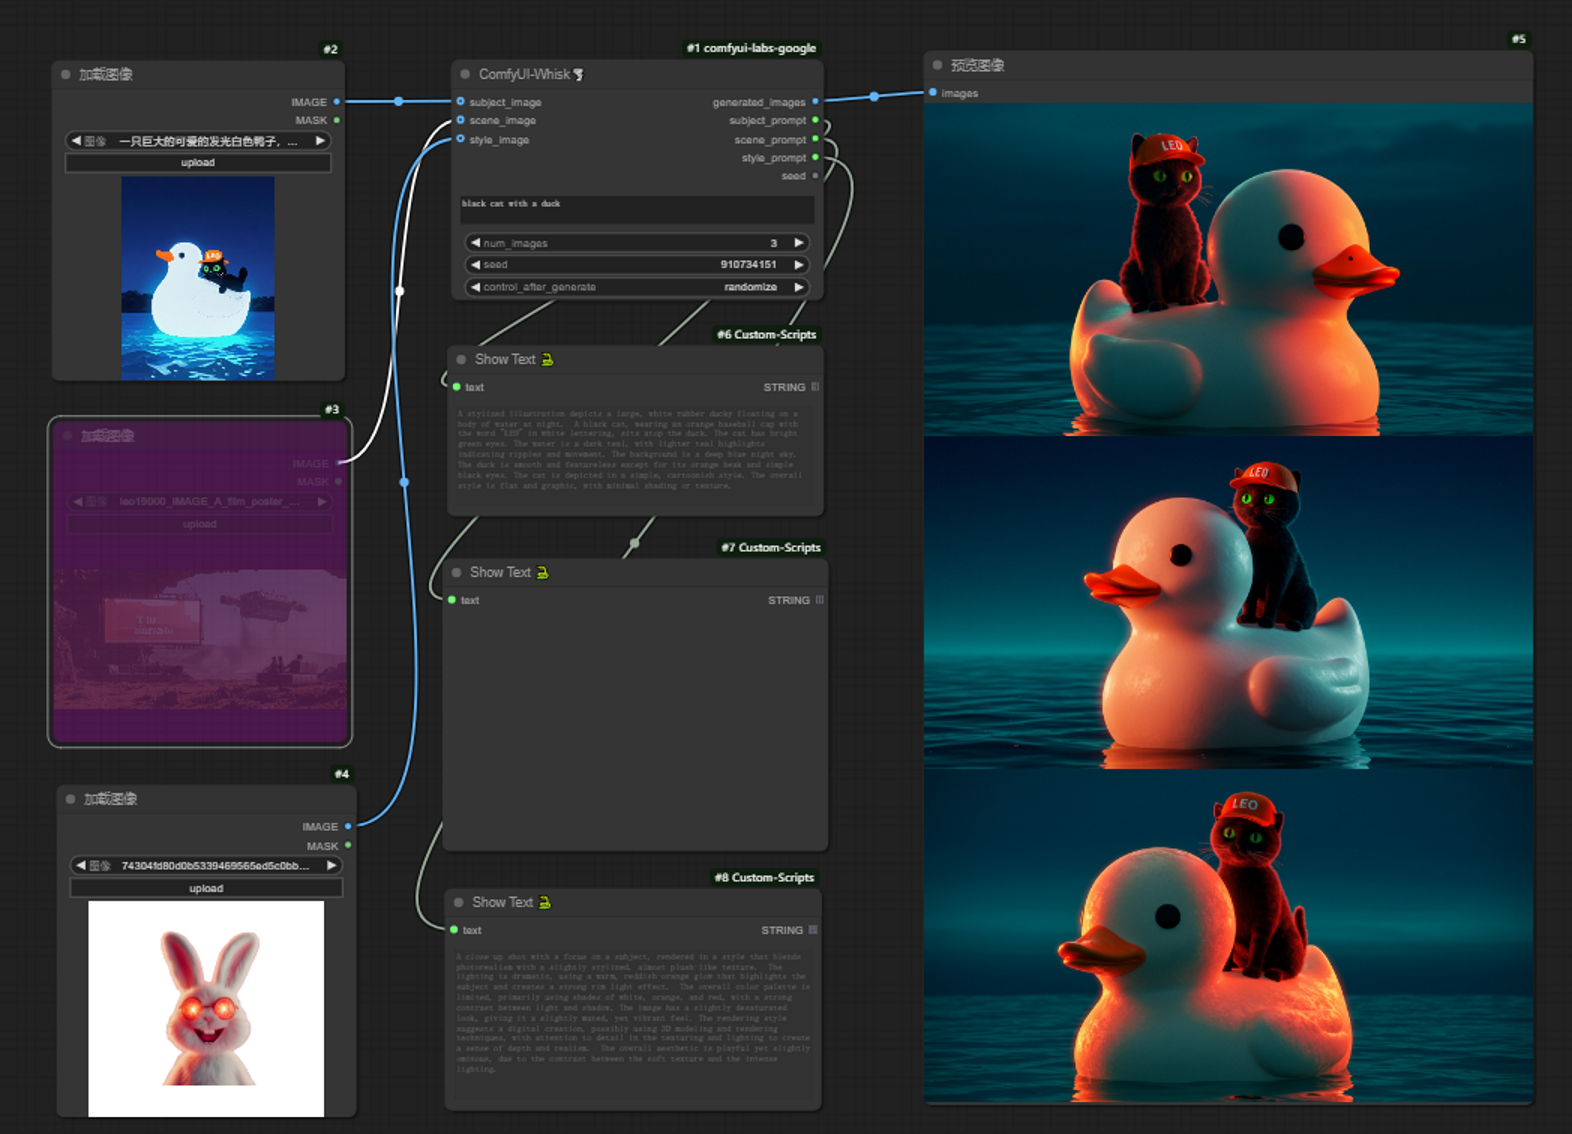 #2
加载图像
IMAGE
MASK
图像 一只巨大的可爱的发光白色鸭子，...
upload
LEO
#3
加载图像
IMAGE
MASK
图像 leo19000_IMAGE_A_film_poster_...
upload
#4
加载图像
IMAGE
MASK
图像 74304fd80d0b5339469565ed5c0bb...
upload
#1 comfyui-labs-google
ComfyUI-Whisk
subject_image generated_images
scene_image subject_prompt
style_image scene_prompt
style_prompt
seed
black cat with a duck
num_images 3
seed 910734151
control_after_generate randomize
#6 Custom-Scripts
Show Text
text STRING
A stylized illustration depicts a large, white rubber ducky floating on a
body of water at night. A black cat, wearing an orange baseball cap with
the word "LEO" in white lettering, sits atop the duck. The cat has bright
green eyes. The water is a dark teal, with lighter teal highlights
indicating ripples and movement. The background is a deep blue night sky.
The duck is smooth and featureless except for its orange beak and simple
black eyes. The cat is depicted in a simple, cartoonish style. The overall
style is flat and graphic, with minimal shading or texture.
#7 Custom-Scripts
Show Text
text STRING
#8 Custom-Scripts
Show Text
text STRING
A close up shot with a focus on a subject, rendered in a style that blends
photorealism with a slightly stylized, almost plush-like texture. The
lighting is dramatic, using a warm, reddish-orange glow that highlights the
subject and creates a strong rim light effect. The overall color palette is
limited, primarily using shades of white, orange, and red, with a strong
contrast between light and shadow. The image has a slightly desaturated
look, giving it a slightly muted, yet vibrant feel. The rendering style
suggests a digital creation, possibly using 3D modeling and rendering
techniques, with attention to detail in the texturing and lighting to create
a sense of depth and realism. The overall aesthetic is playful yet slightly
ominous, due to the contrast between the soft texture and the intense
lighting.
#5
预览图像
images
LEO
LEO
LEO